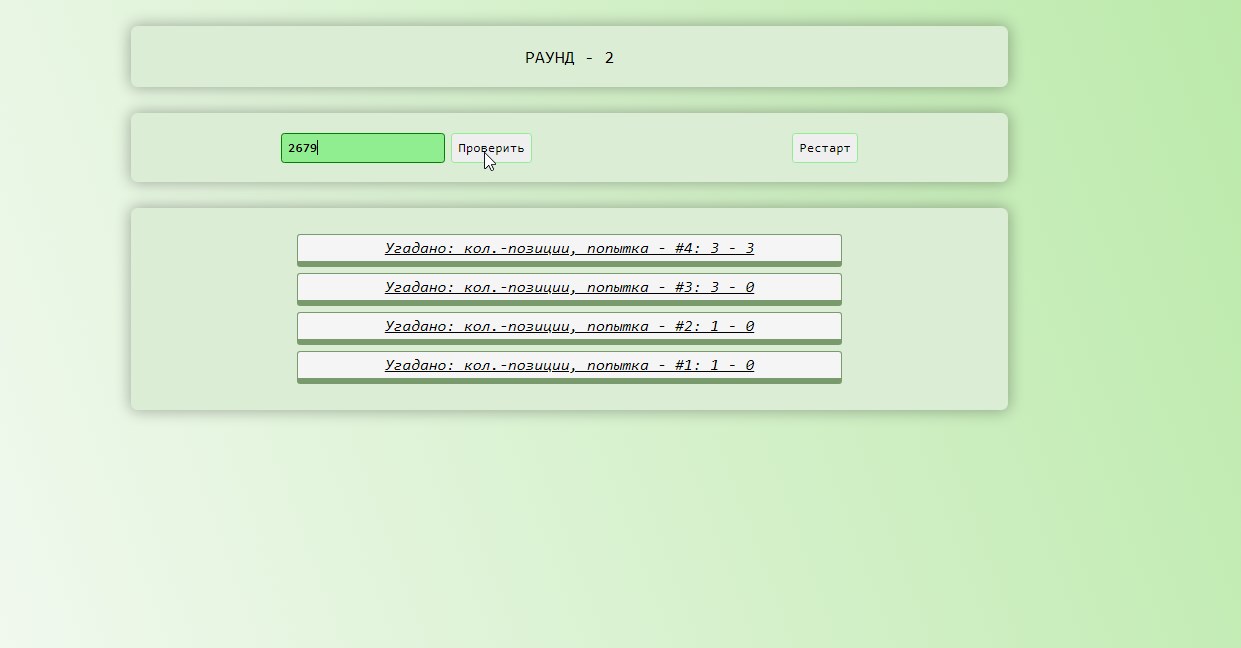 РАУНД - 2
2679 Проверить Рестарт
Угадано: кол.-позиции, попытка - #4: 3 - 3
Угадано: кол.-позиции, попытка - #3: 3 - 0
Угадано: кол.-позиции, попытка - #2: 1 - 0
Угадано: кол.-позиции, попытка - #1: 1 - 0